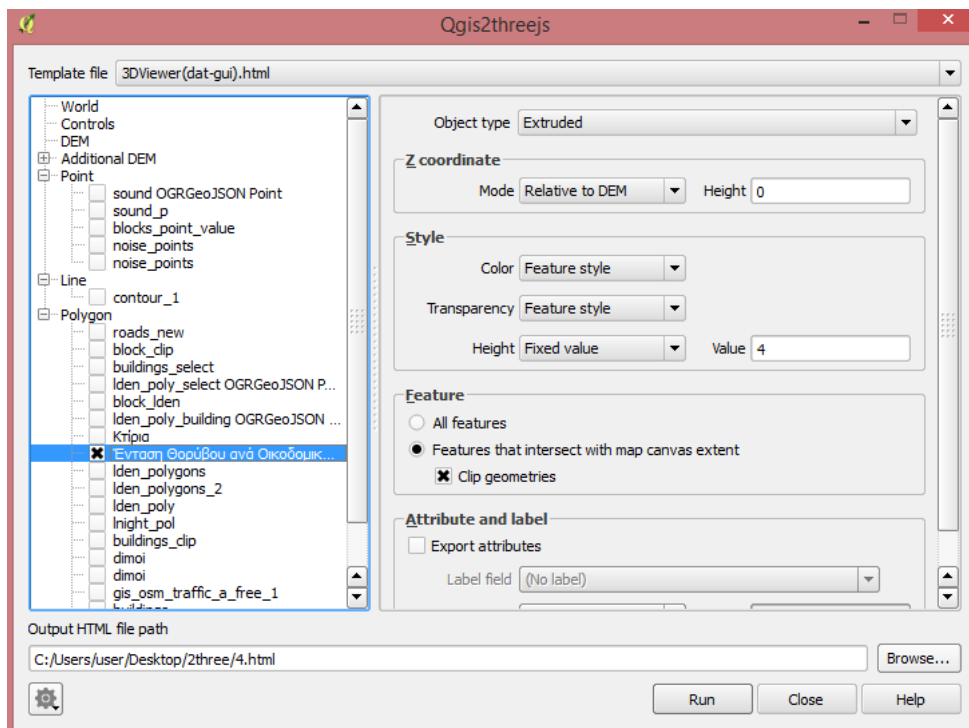 Qgis2threejs
Template file 3DViewer(dat-gui).html
World
Controls
DEM
Additional DEM
Point
sound OGRGeoJSON Point
sound_p
blocks_point_value
noise_points
noise_points
Line
contour_1
Polygon
roads_new
block_clip
buildings_select
lden_poly_select OGRGeoJSON P...
block_lden
lden_poly_building OGRGeoJSON ...
Κτίρια
Ένταση Θορύβου ανά Οικοδομικ...
lden_polygons
lden_polygons_2
lden_poly
lnight_pol
buildings_clip
dimoi
dimoi
gis_osm_traffic_a_free_1
buildings
Object type Extruded
Z coordinate
Mode Relative to DEM Height 0
Style
Color Feature style
Transparency Feature style
Height Fixed value Value 4
Feature
All features
Features that intersect with map canvas extent
Clip geometries
Attribute and label
Export attributes
Label field (No label)
Output HTML file path
C:/Users/user/Desktop/2three/4.html Browse...
Run Close Help